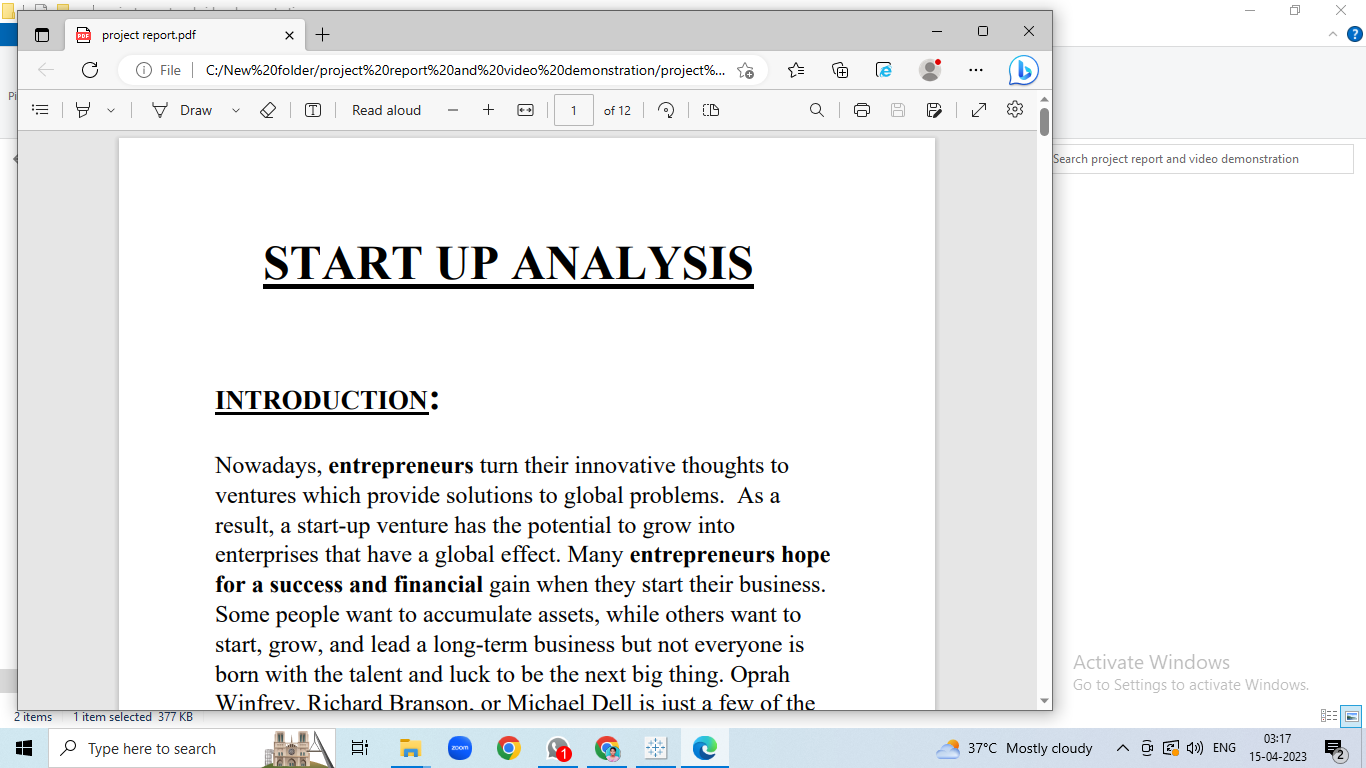 project report.pdf
File
C:/New%20folder/project%20report%20and%20video%20demonstration/project%...
Draw
Read aloud
1
of 12
Search project report and video demonstration
START UP ANALYSIS
INTRODUCTION:
Nowadays, entrepreneurs turn their innovative thoughts to
ventures which provide solutions to global problems.  As a
result, a start-up venture has the potential to grow into
enterprises that have a global effect. Many entrepreneurs hope
for a success and financial gain when they start their business.
Some people want to accumulate assets, while others want to
start, grow, and lead a long-term business but not everyone is
born with the talent and luck to be the next big thing. Oprah
Winfrey, Richard Branson, or Michael Dell is just a few of the
Activate Windows
Go to Settings to activate Windows.
2 items
1 item selected  377 KB
Type here to search
zoom
1
37°C Mostly cloudy
ENG
03:17
15-04-2023
2